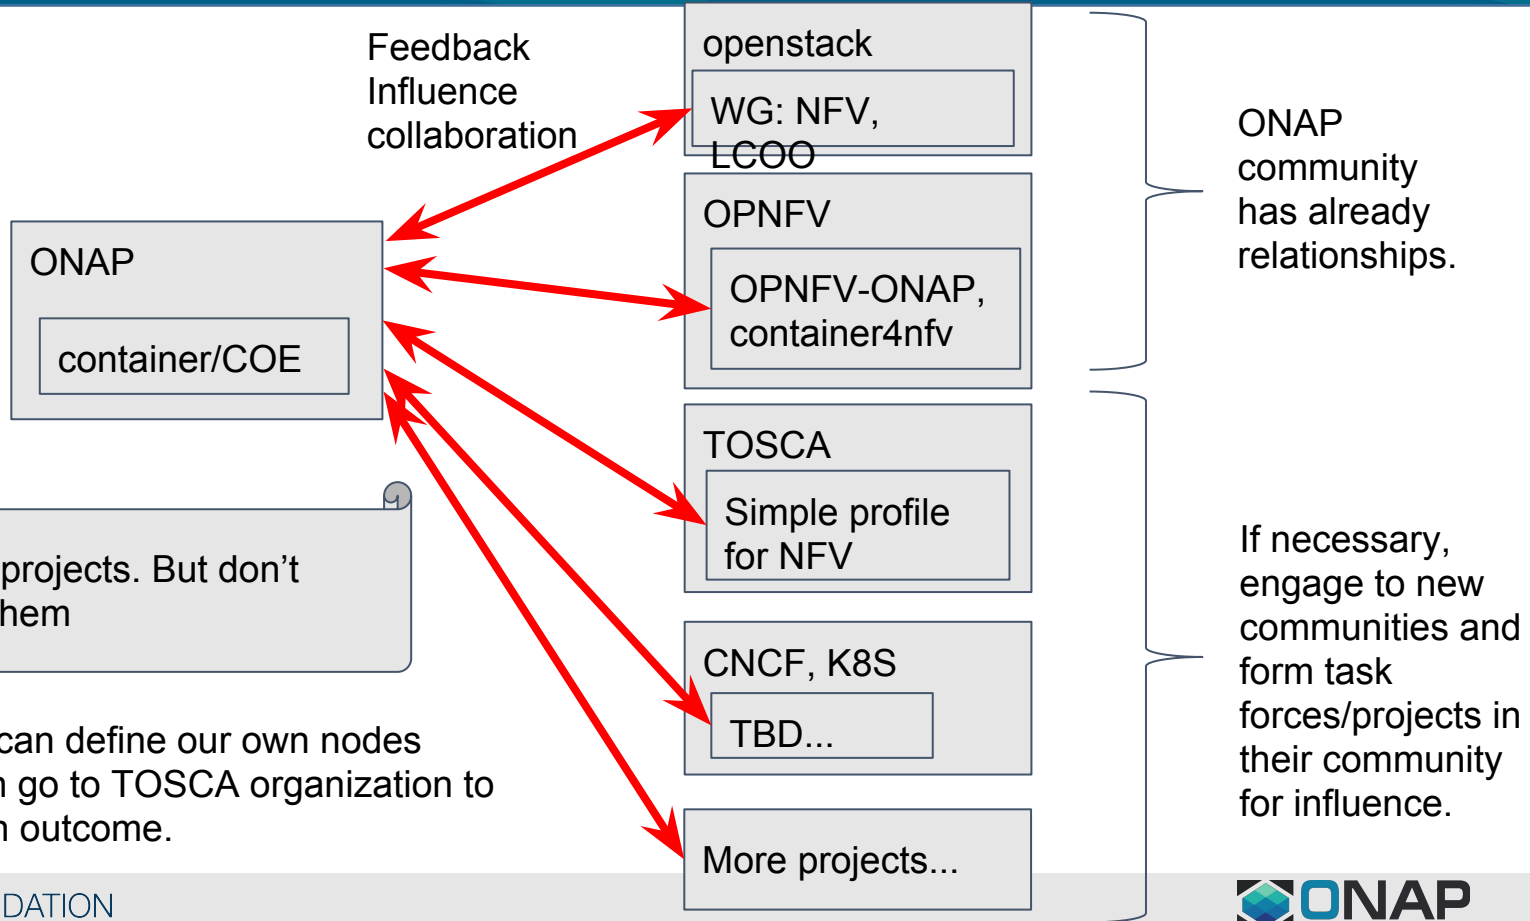 Feedback
Influence
collaboration
openstack
WG: NFV,
LCOO
ONAP
community
has already
relationships.
OPNFV
OPNFV-ONAP,
container4nfv
ONAP
container/COE
TOSCA
Simple profile
for NFV
projects. But don’t
hem
If necessary,
engage to new
communities and
form task
forces/projects in
their community
for influence.
CNCF, K8S
TBD...
can define our own nodes
n go to TOSCA organization to
n outcome.
More projects...
DATION
ONAP